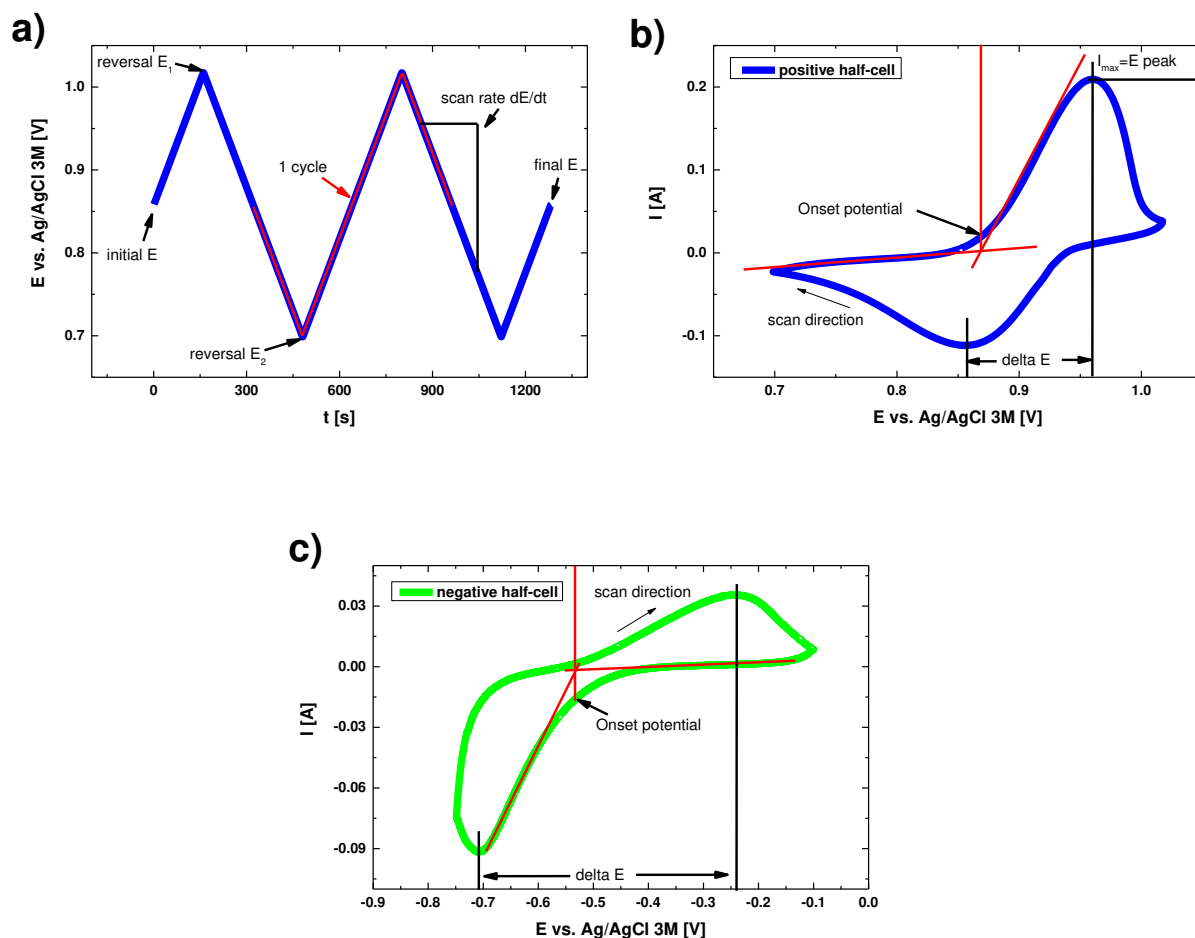 a)
reversal E1
scan rate dE/dt
1 cycle
final E
initial E
reversal E2
1.0
0.9
0.8
0.7
0
300
600
900
1200
E vs. Ag/AgCl 3M [V]
t [s]
b)
positive half-cell
Imax=E peak
Onset potential
scan direction
delta E
0.2
0.1
0.0
-0.1
0.7
0.8
0.9
1.0
I [A]
E vs. Ag/AgCl 3M [V]
c)
negative half-cell
scan direction
Onset potential
delta E
0.03
0.00
-0.03
-0.06
-0.09
-0.9
-0.8
-0.7
-0.6
-0.5
-0.4
-0.3
-0.2
-0.1
0.0
I [A]
E vs. Ag/AgCl 3M [V]